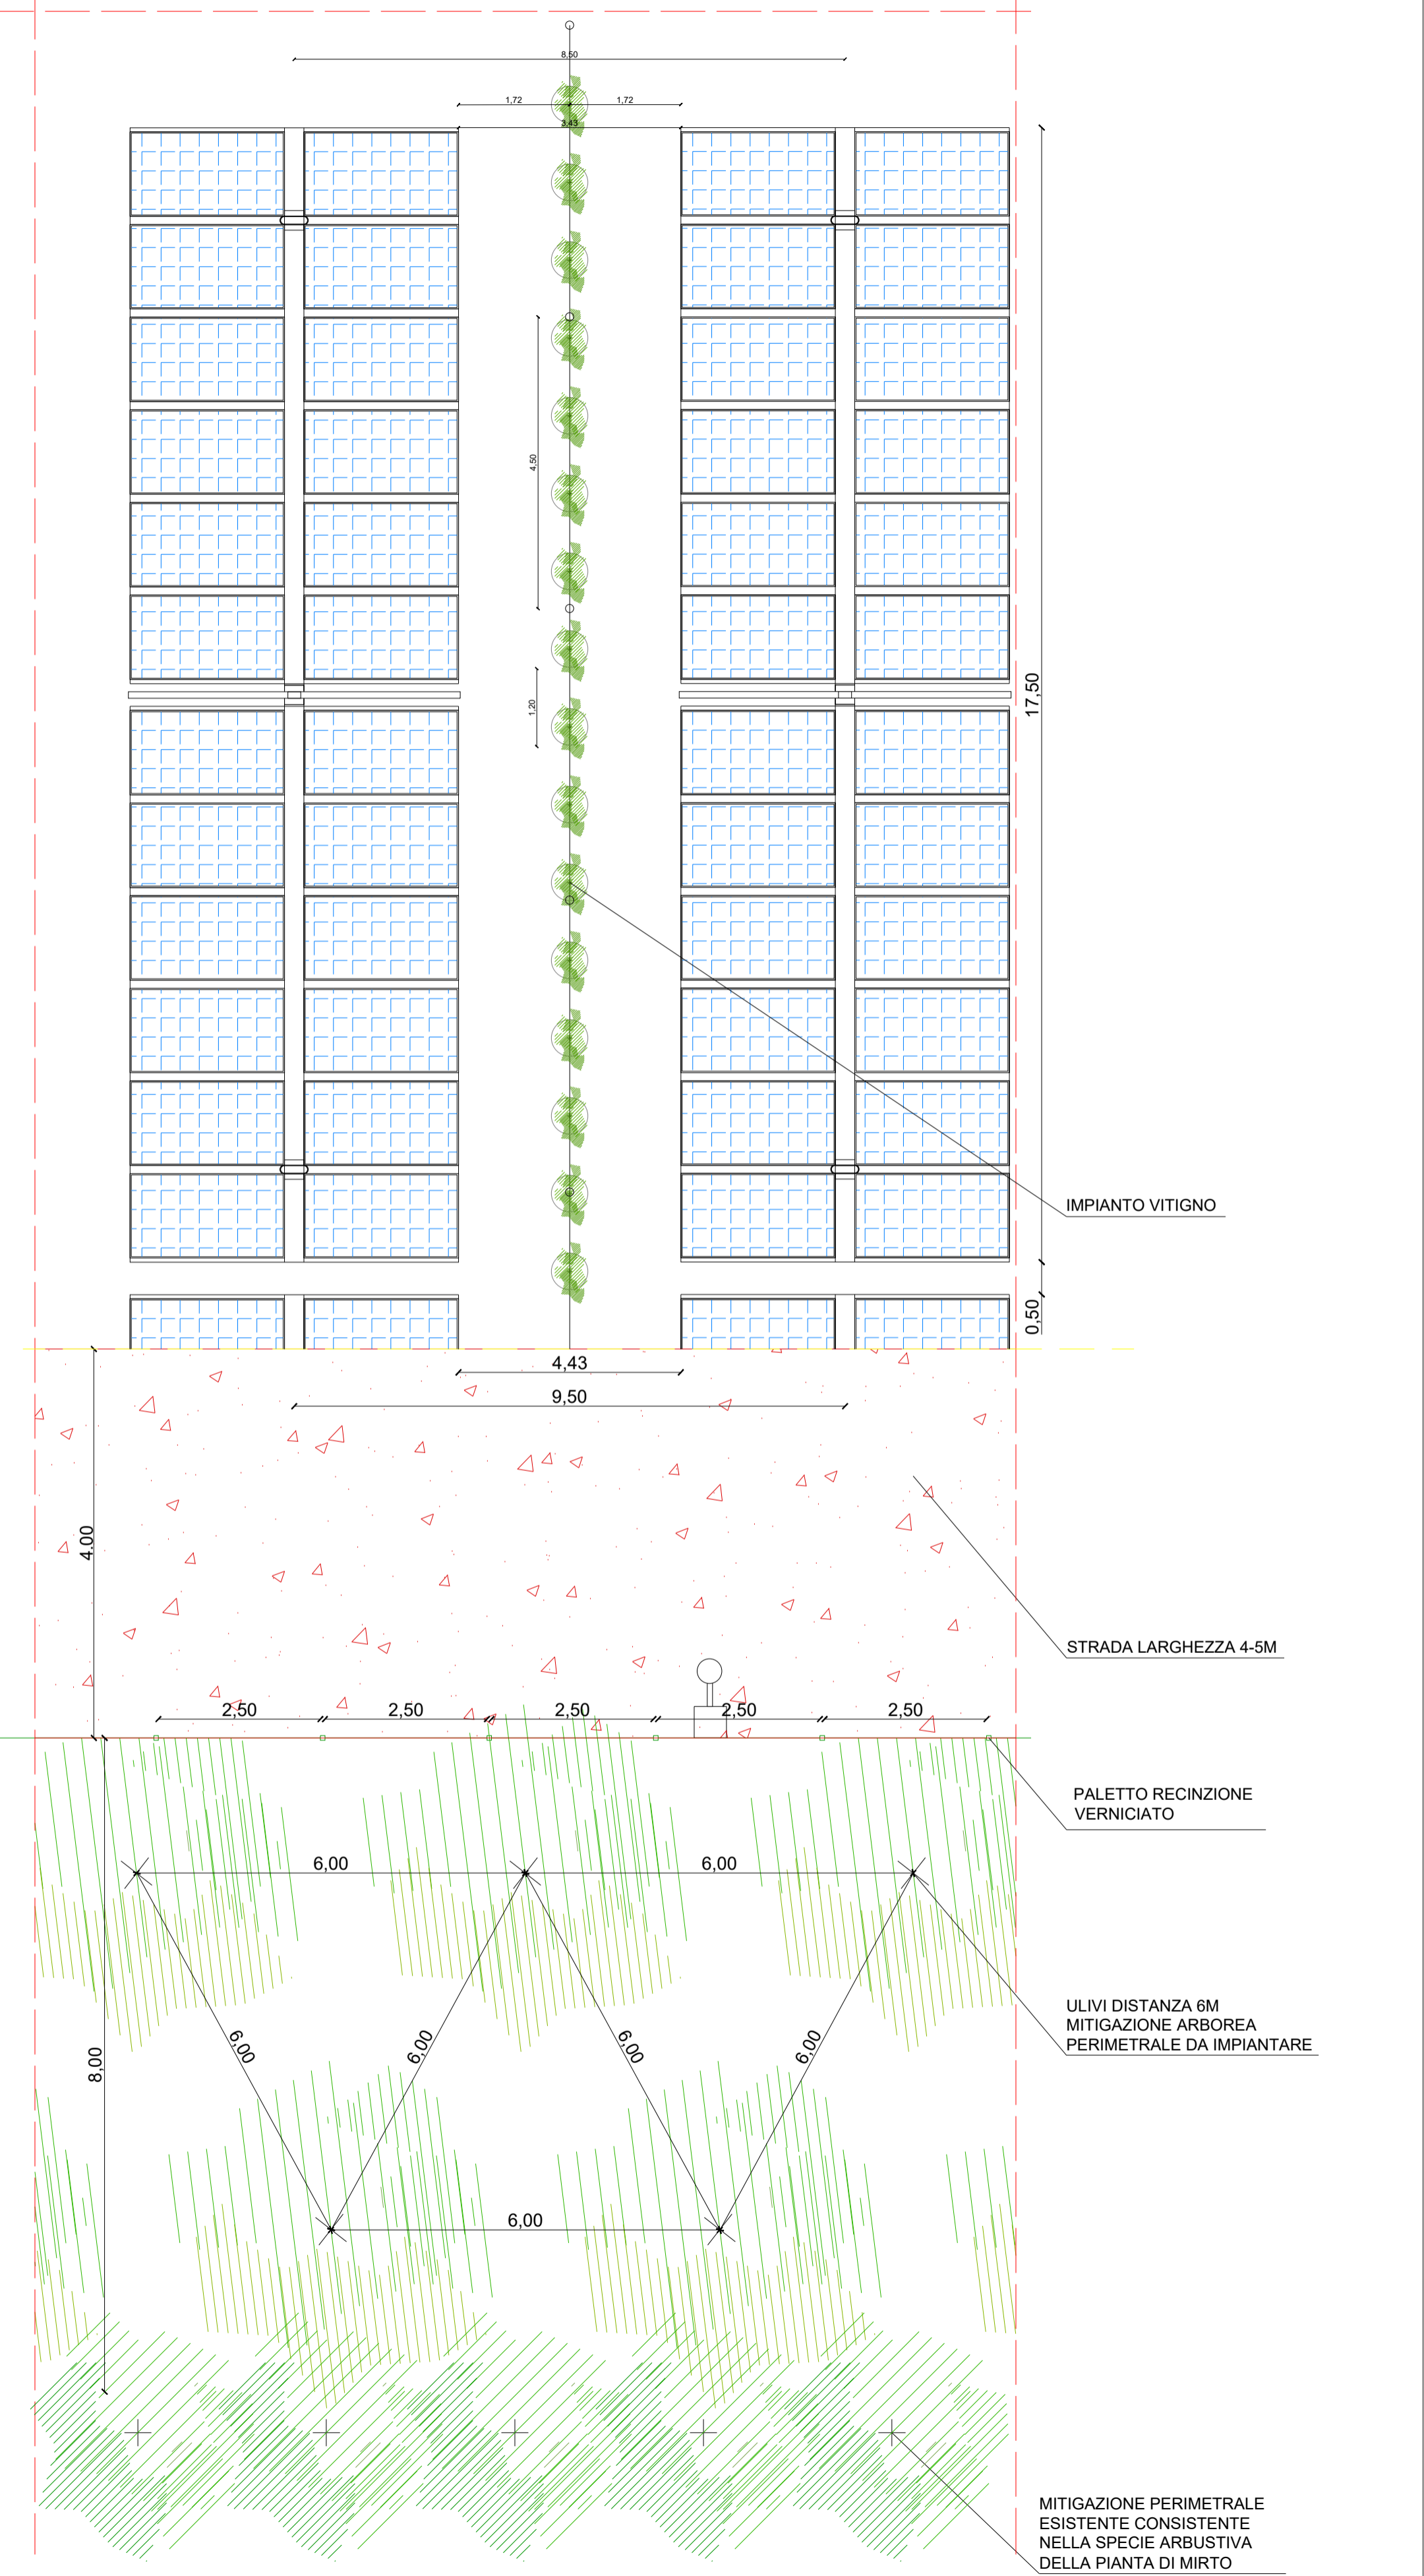 8,50
1,72
1,72
3,43
4,50
1,20
17,50
IMPIANTO VITIGNO
0,50
4,43
9,50
4.00
STRADA LARGHEZZA 4-5M
2,50
2,50
2,50
2,50
2,50
PALETTO RECINZIONE
VERNICIATO
6,00
6,00
ULIVI DISTANZA 6M
MITIGAZIONE ARBOREA
PERIMETRALE DA IMPIANTARE
6,00
6,00
6,00
6,00
8,00
6,00
MITIGAZIONE PERIMETRALE
ESISTENTE CONSISTENTE
NELLA SPECIE ARBUSTIVA
DELLA PIANTA DI MIRTO